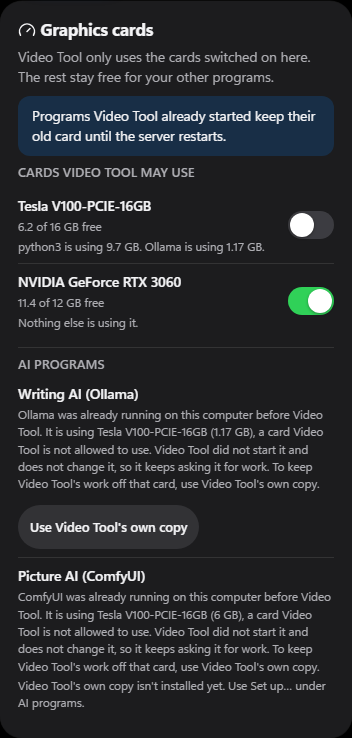 Graphics cards
Video Tool only uses the cards switched on here.
The rest stay free for your other programs.
Programs Video Tool already started keep their
old card until the server restarts.
CARDS VIDEO TOOL MAY USE
Tesla V100-PCIE-16GB
6.2 of 16 GB free
python3 is using 9.7 GB. Ollama is using 1.17 GB.
NVIDIA GeForce RTX 3060
11.4 of 12 GB free
Nothing else is using it.
AI PROGRAMS
Writing AI (Ollama)
Ollama was already running on this computer before Video
Tool. It is using Tesla V100-PCIE-16GB (1.17 GB), a card Video
Tool is not allowed to use. Video Tool did not start it and
does not change it, so it keeps asking it for work. To keep
Video Tool's work off that card, use Video Tool's own copy.
Use Video Tool's own copy
Picture AI (ComfyUI)
ComfyUI was already running on this computer before Video
Tool. It is using Tesla V100-PCIE-16GB (6 GB), a card Video
Tool is not allowed to use. Video Tool did not start it and
does not change it, so it keeps asking it for work. To keep
Video Tool's work off that card, use Video Tool's own copy.
Video Tool's own copy isn't installed yet. Use Set up... under
AI programs.